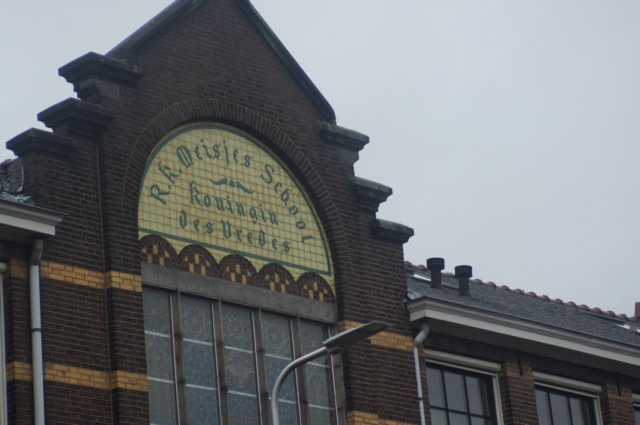 R.K. Meisjes School
Koningin
des Vredes